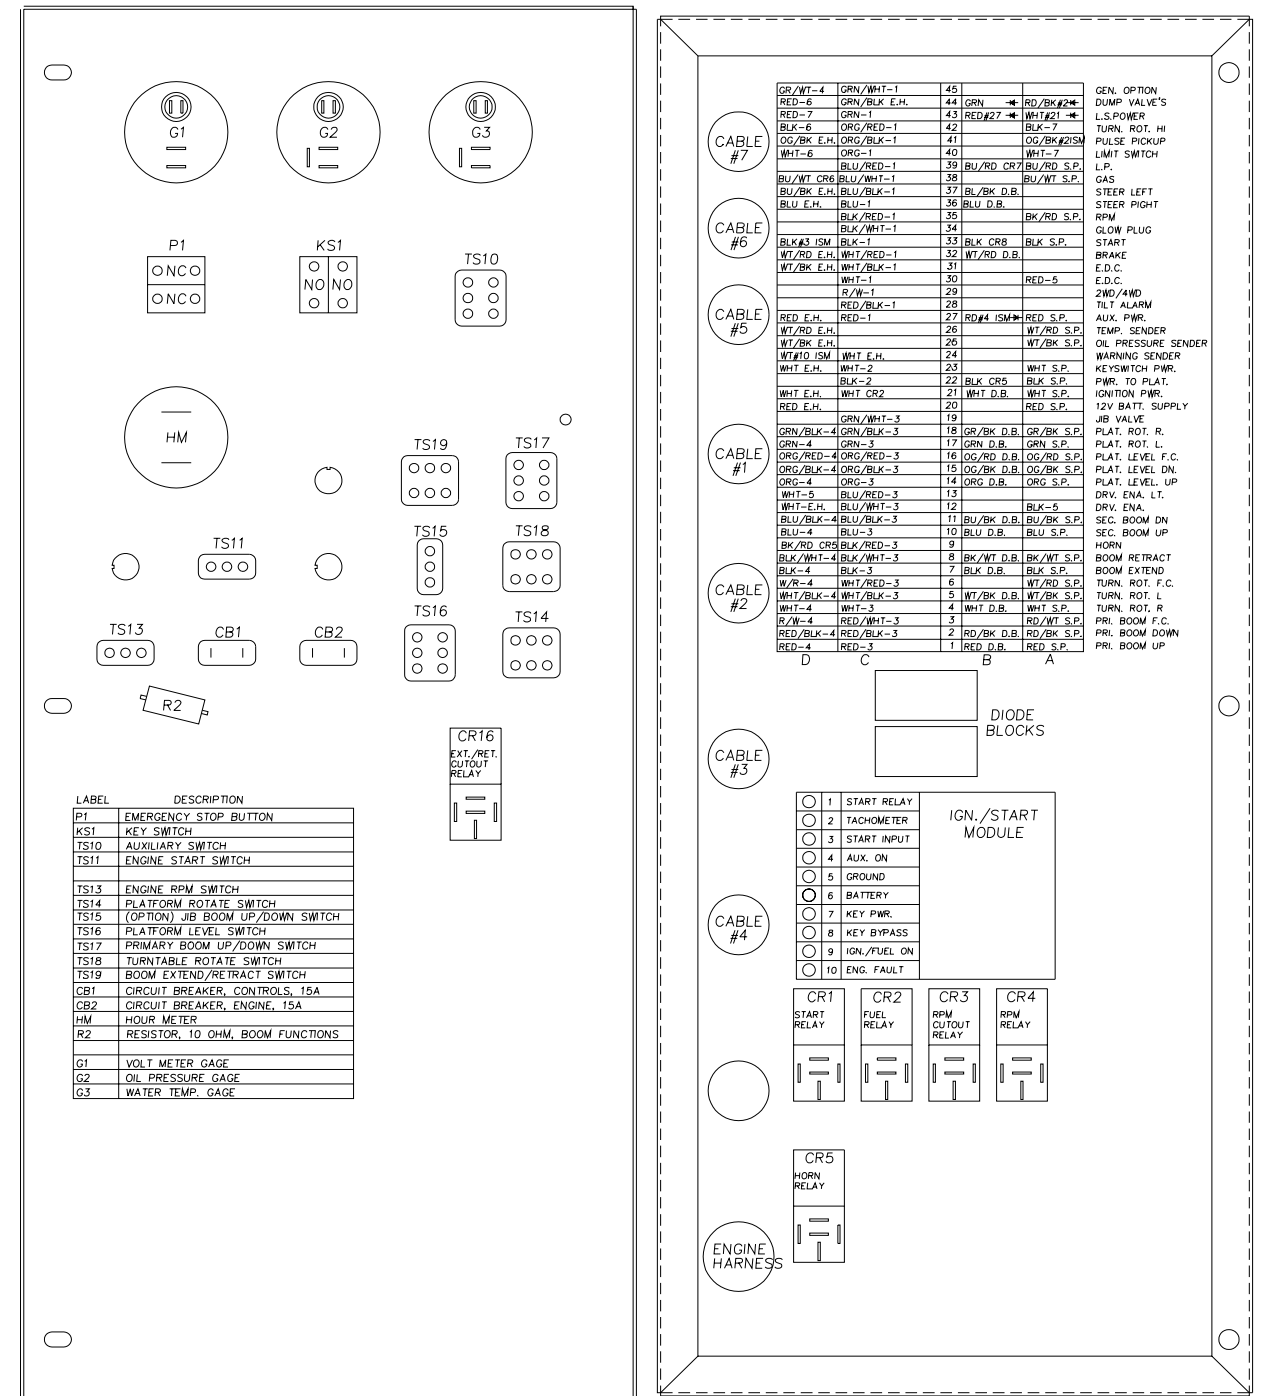 G1 G2 G3
P1 KS1 TS10
NC
NC
NO NO
HM
TS19 TS17
TS11 TS15 TS18
TS16 TS14
TS13 CB1 CB2
R2
CR16
EXT./RET.
CUTOUT
RELAY
LABEL DESCRIPTION
P1 EMERGENCY STOP BUTTON
KS1 KEY SWITCH
TS10 AUXILIARY SWITCH
TS11 ENGINE START SWITCH
TS13 ENGINE RPM SWITCH
TS14 PLATFORM ROTATE SWITCH
TS15 (OPTION) JIB BOOM UP/DOWN SWITCH
TS16 PLATFORM LEVEL SWITCH
TS17 PRIMARY BOOM UP/DOWN SWITCH
TS18 TURNTABLE ROTATE SWITCH
TS19 BOOM EXTEND/RETRACT SWITCH
CB1 CIRCUIT BREAKER, CONTROLS, 15A
CB2 CIRCUIT BREAKER, ENGINE, 15A
HM HOUR METER
R2 RESISTOR, 10 OHM, BOOM FUNCTIONS
G1 VOLT METER GAGE
G2 OIL PRESSURE GAGE
G3 WATER TEMP. GAGE
CABLE
#7
CABLE
#6
CABLE
#5
CABLE
#1
CABLE
#2
CABLE
#3
CABLE
#4
ENGINE
HARNESS
GR/WT-4 GRN/WHT-1 45 GEN. OPTION
RED-6 GRN/BLK E.H. 44 GRN RD/BK#2 DUMP VALVE'S
RED-7 GRN-1 43 RED#27 WHT#21 L.S.POWER
BLK-6 ORG/RED-1 42 BLK-7 TURN. ROT. HI
OG/BK E.H. ORG/BLK-1 41 OG/BK#2ISM PULSE PICKUP
WHT-6 ORG-1 40 WHT-7 LIMIT SWITCH
BLU/RED-1 39 BU/RD CR7 BU/RD S.P. L.P.
BU/WT CR6 BLU/WHT-1 38 BU/WT S.P. GAS
BU/BK E.H. BLU/BLK-1 37 BL/BK D.B. STEER LEFT
BLU E.H. BLU-1 36 BLU D.B. STEER PIGHT
BLK/RED-1 35 BK/RD S.P. RPM
BLK/WHT-1 34 GLOW PLUG
BLK#3 ISM BLK-1 33 BLK CR8 BLK S.P. START
WT/RD E.H. WHT/RED-1 32 WT/RD D.B. BRAKE
WT/BK E.H. WHT/BLK-1 31 E.D.C.
WHT-1 30 RED-5 E.D.C.
R/W-1 29 2WD/4WD
RED/BLK-1 28 TILT ALARM
RED E.H. RED-1 27 RD#4 ISM RED S.P. AUX. PWR.
WT/RD E.H. 26 WT/RD S.P. TEMP. SENDER
WT/BK E.H. 25 WT/BK S.P. OIL PRESSURE SENDER
WT#10 ISM WHT E.H. 24 WARNING SENDER
WHT E.H. WHT-2 23 WHT S.P. KEYSWITCH PWR.
BLK-2 22 BLK CR5 BLK S.P. PWR. TO PLAT.
WHT E.H. WHT CR2 21 WHT D.B. WHT S.P. IGNITION PWR.
RED E.H. 20 RED S.P. 12V BATT. SUPPLY
GRN/WHT-3 19 JIB VALVE
GRN/BLK-4 GRN/BLK-3 18 GR/BK D.B. GR/BK S.P. PLAT. ROT. R.
GRN-4 GRN-3 17 GRN D.B. GRN S.P. PLAT. ROT. L.
ORG/RED-4 ORG/RED-3 16 OG/RD D.B. OG/RD S.P. PLAT. LEVEL F.C.
ORG/BLK-4 ORG/BLK-3 15 OG/BK D.B. OG/BK S.P. PLAT. LEVEL DN.
ORG-4 ORG-3 14 ORG D.B. ORG S.P. PLAT. LEVEL. UP
WHT-5 BLU/RED-3 13 DRV. ENA. LT.
WHT-E.H. BLU/WHT-3 12 BLK-5 DRV. ENA.
BLU/BLK-4 BLU/BLK-3 11 BU/BK D.B. BU/BK S.P. SEC. BOOM DN
BLU-4 BLU-3 10 BLU D.B. BLU S.P. SEC. BOOM UP
BK/RD CR5 BLK/RED-3 9 HORN
BLK/WHT-4 BLK/WHT-3 8 BK/WT D.B. BK/WT S.P. BOOM RETRACT
BLK-4 BLK-3 7 BLK D.B. BLK S.P. BOOM EXTEND
W/R-4 WHT/RED-3 6 WT/RD S.P. TURN. ROT. F.C.
WHT/BLK-4 WHT/BLK-3 5 WT/BK D.B. WT/BK S.P. TURN. ROT. L
WHT-4 WHT-3 4 WHT D.B. WHT S.P. TURN. ROT. R
R/W-4 RED/WHT-3 3 RD/WT S.P. PRI. BOOM F.C.
RED/BLK-4 RED/BLK-3 2 RD/BK D.B. RD/BK S.P. PRI. BOOM DOWN
RED-4 RED-3 1 RED D.B. RED S.P. PRI. BOOM UP
D C B A
DIODE
BLOCKS
1 START RELAY
2 TACHOMETER
3 START INPUT
4 AUX. ON
5 GROUND
6 BATTERY
7 KEY PWR.
8 KEY BYPASS
9 IGN./FUEL ON
10 ENG. FAULT
IGN./START
MODULE
CR1
START
RELAY
CR2
FUEL
RELAY
CR3
RPM
CUTOUT
RELAY
CR4
RPM
RELAY
CR5
HORN
RELAY